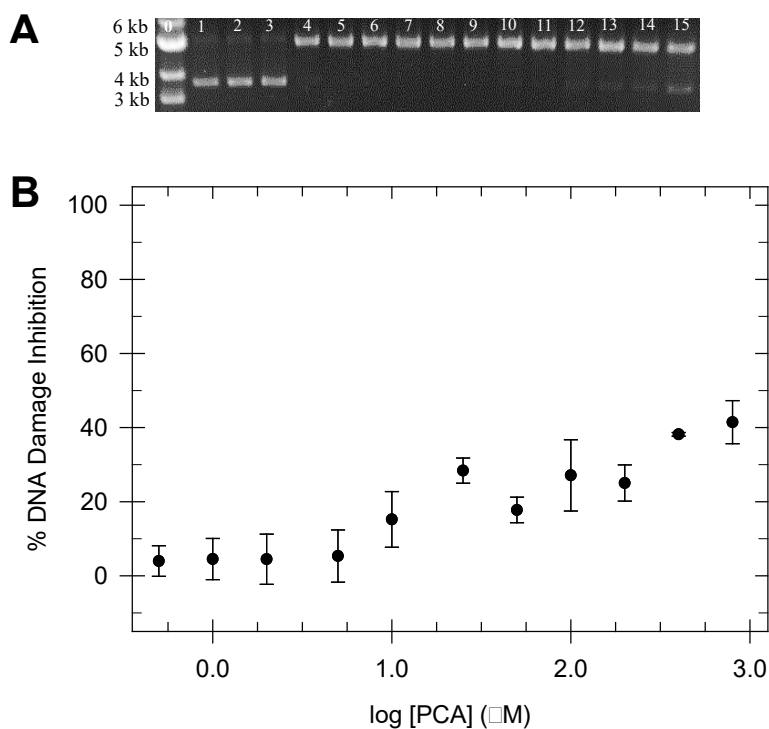 A
6 kb
5 kb
4 kb
3 kb
0 1 2 3 4 5 6 7 8 9 10 11 12 13 14 15
B
100
80
60
40
20
0
% DNA Damage Inhibition
0.0 1.0 2.0 3.0
log [PCA] (□M)